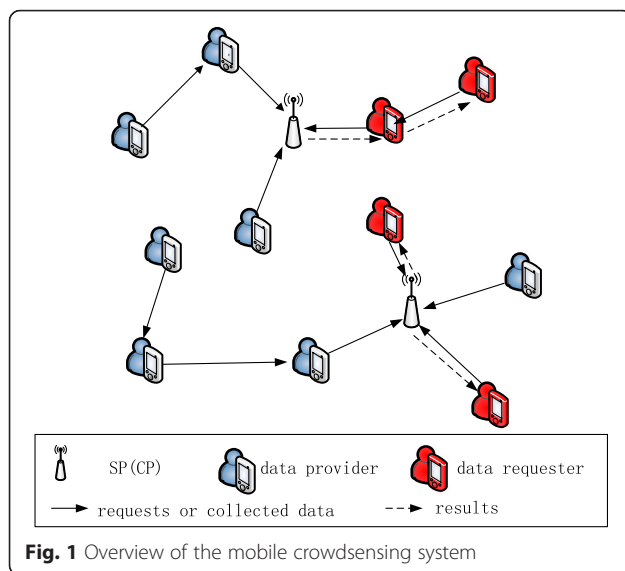 SP(CP)
data provider
data requester
requests or collected data
results
Fig. 1 Overview of the mobile crowdsensing system